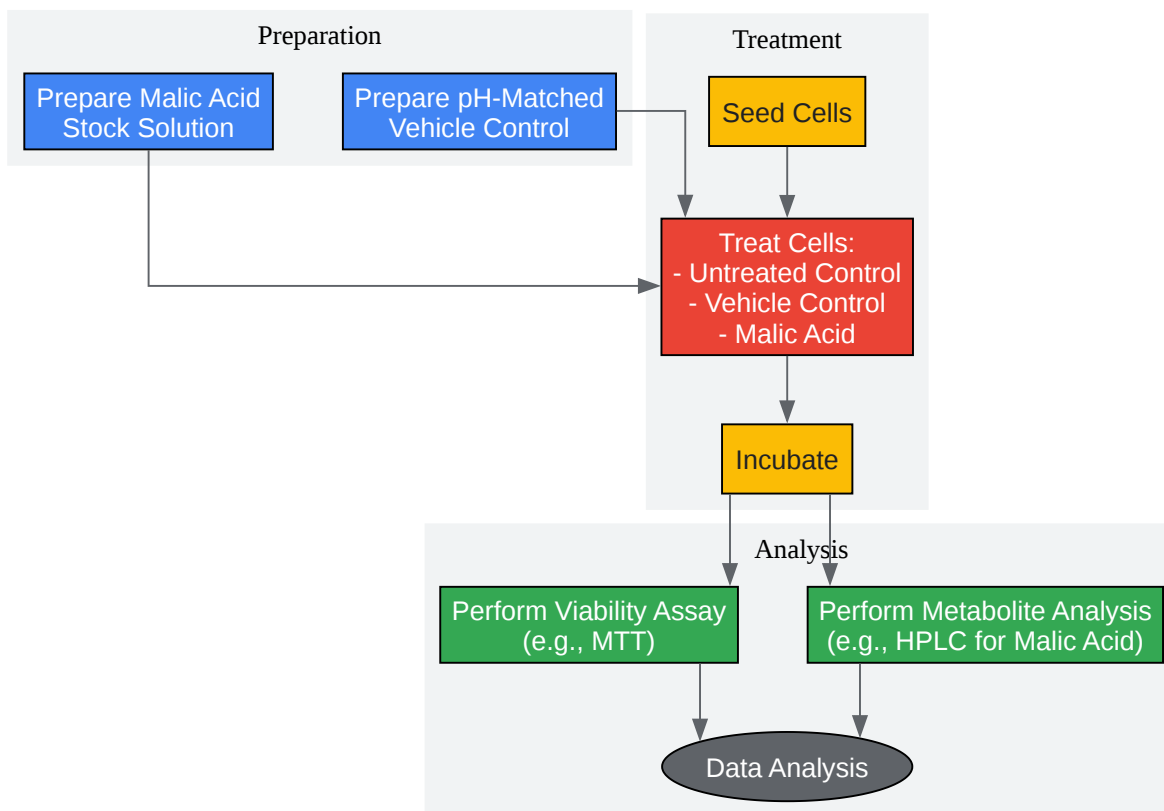 Preparation
Prepare Malic Acid
Stock Solution
Prepare pH-Matched
Vehicle Control
Treatment
Seed Cells
Treat Cells:
- Untreated Control
- Vehicle Control
- Malic Acid
Incubate
Analysis
Perform Viability Assay
(e.g., MTT)
Perform Metabolite Analysis
(e.g., HPLC for Malic Acid)
Data Analysis